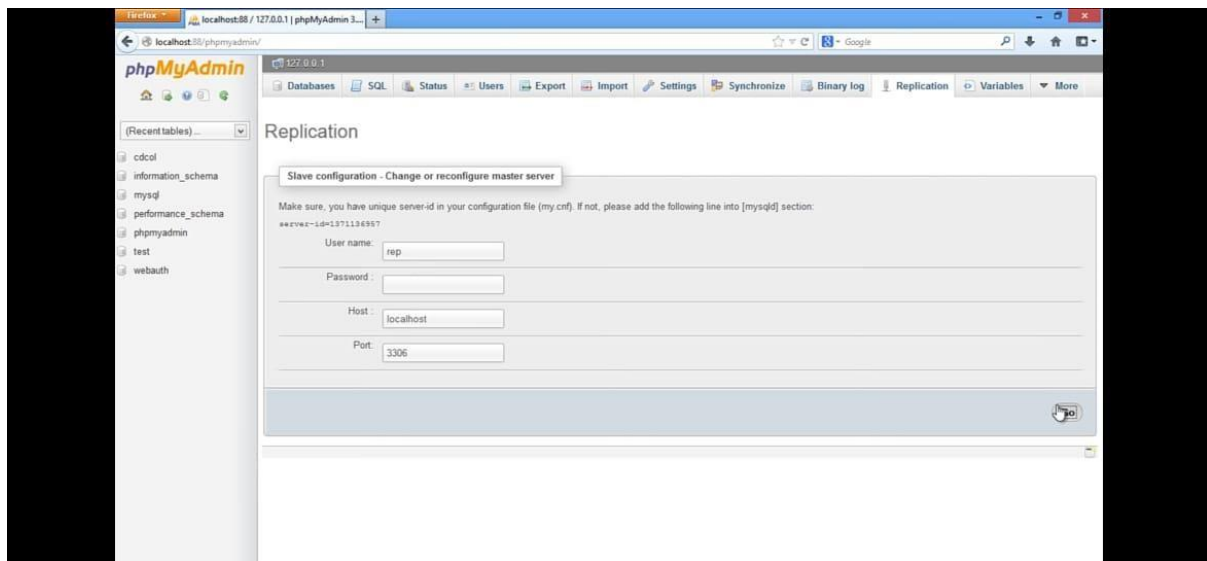 Firefox
localhost:88 / 127.0.0.1 | phpMyAdmin 3....
localhost:88/phpmyadmin/
Google
phpMyAdmin
127.0.0.1
Databases SQL Status Users Export Import Settings Synchronize Binary log Replication Variables More
(Recent tables) ...
cdcol
information_schema
mysql
performance_schema
phpmyadmin
test
webauth
Replication
Slave configuration - Change or reconfigure master server
Make sure, you have unique server-id in your configuration file (my.cnf). If not, please add the following line into [mysqld] section:
server-id=1371136957
User name: rep
Password :
Host : localhost
Port: 3306